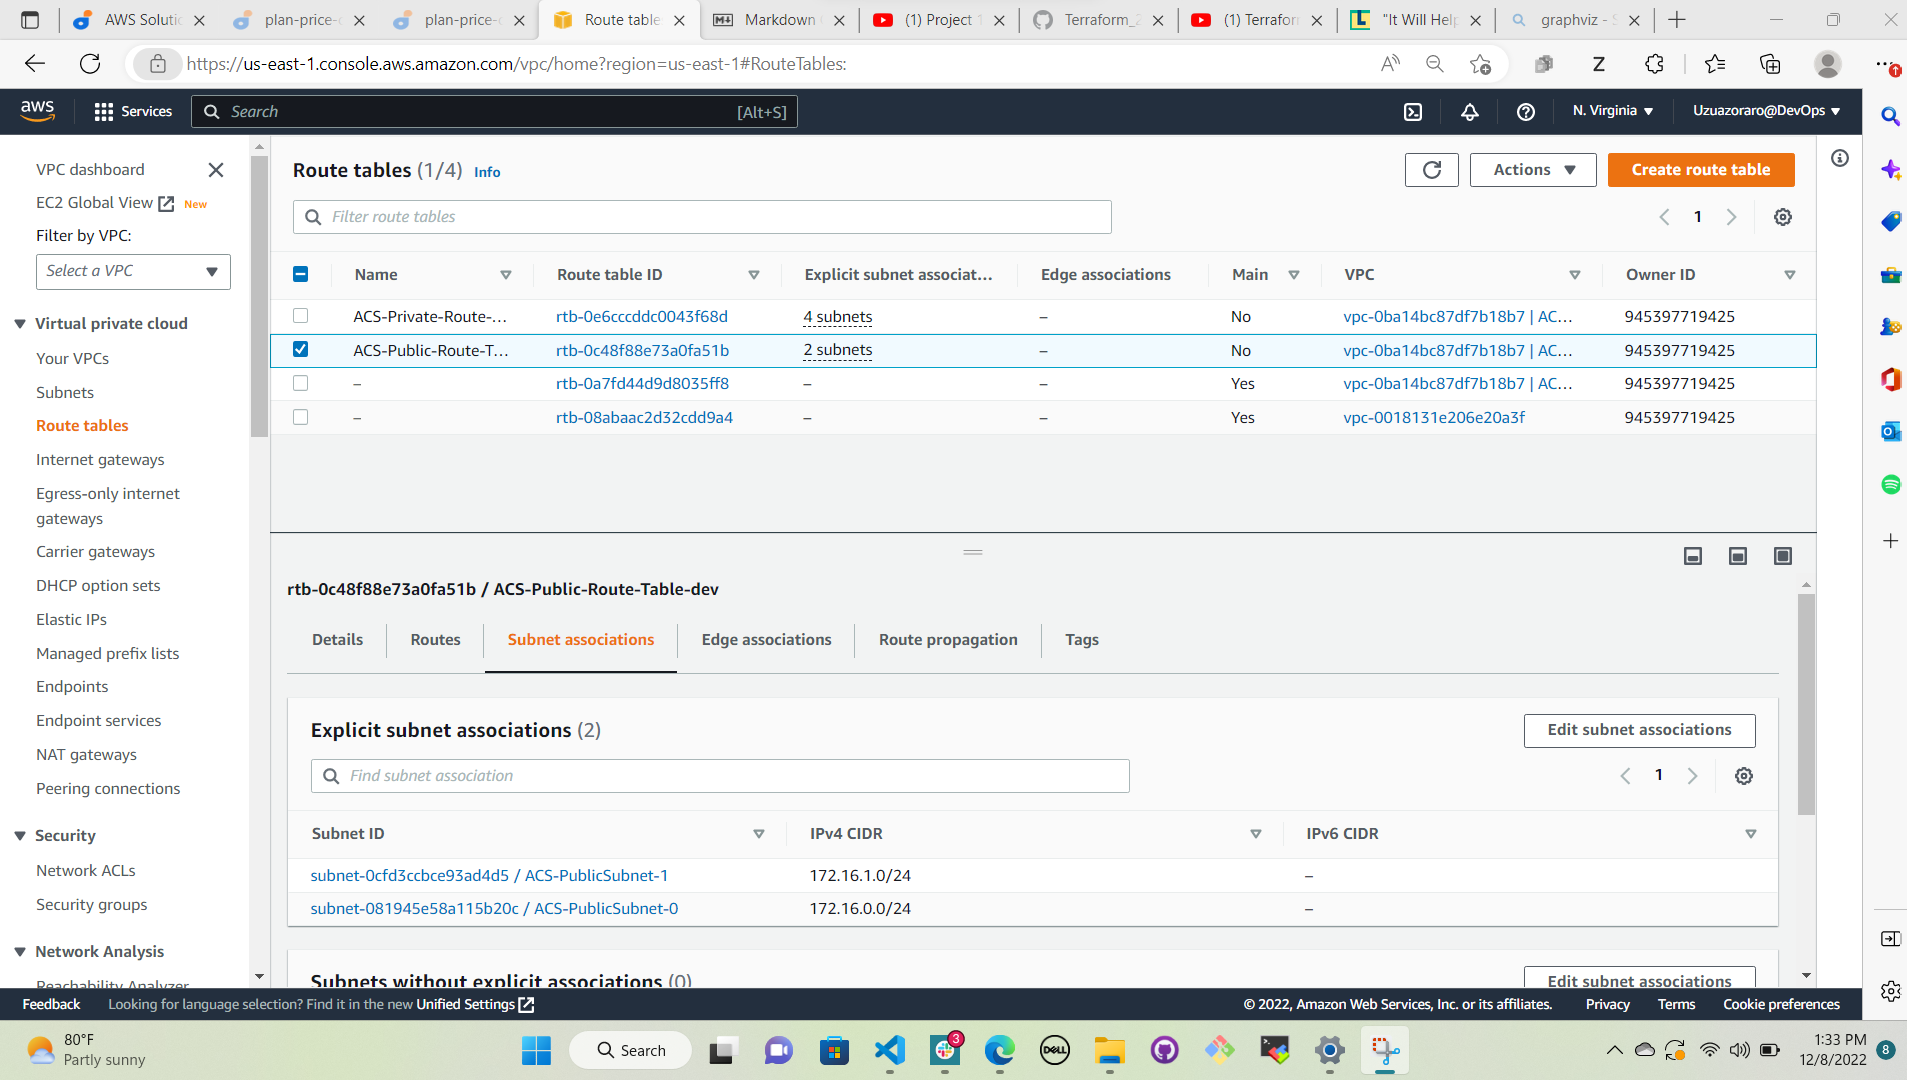 AWS Soluti
plan-price-
plan-price-
Route table
Markdown
(1) Project 1
Terraform_2
(1) Terrafor
"It Will Help
graphviz - S
https://us-east-1.console.aws.amazon.com/vpc/home?region=us-east-1#RouteTables:
aws
Services
Search
[Alt+S]
N. Virginia
Uzuazoraro@DevOps
VPC dashboard
EC2 Global View New
Filter by VPC:
Select a VPC
Virtual private cloud
Your VPCs
Subnets
Route tables
Internet gateways
Egress-only internet
gateways
Carrier gateways
DHCP option sets
Elastic IPs
Managed prefix lists
Endpoints
Endpoint services
NAT gateways
Peering connections
Security
Network ACLs
Security groups
Network Analysis
Reachability Analyzer
Route tables (1/4) Info
Actions
Create route table
Filter route tables
1
Name Route table ID Explicit subnet associat... Edge associations Main VPC Owner ID
ACS-Private-Route-... rtb-0e6cccddc0043f68d 4 subnets – No vpc-0ba14bc87df7b18b7 | AC... 945397719425
ACS-Public-Route-T... rtb-0c48f88e73a0fa51b 2 subnets – No vpc-0ba14bc87df7b18b7 | AC... 945397719425
– rtb-0a7fd44d9d8035ff8 – – Yes vpc-0ba14bc87df7b18b7 | AC... 945397719425
– rtb-08abaac2d32cdd9a4 – – Yes vpc-0018131e206e20a3f 945397719425
rtb-0c48f88e73a0fa51b / ACS-Public-Route-Table-dev
Details Routes Subnet associations Edge associations Route propagation Tags
Explicit subnet associations (2)
Edit subnet associations
Find subnet association
1
Subnet ID IPv4 CIDR IPv6 CIDR
subnet-0cfd3ccbce93ad4d5 / ACS-PublicSubnet-1 172.16.1.0/24 –
subnet-081945e58a115b20c / ACS-PublicSubnet-0 172.16.0.0/24 –
Subnets without explicit associations (0)
Edit subnet associations
Feedback Looking for language selection? Find it in the new Unified Settings
© 2022, Amazon Web Services, Inc. or its affiliates. Privacy Terms Cookie preferences
80°F
Partly sunny
Search
3
DELL
1:33 PM
12/8/2022
8